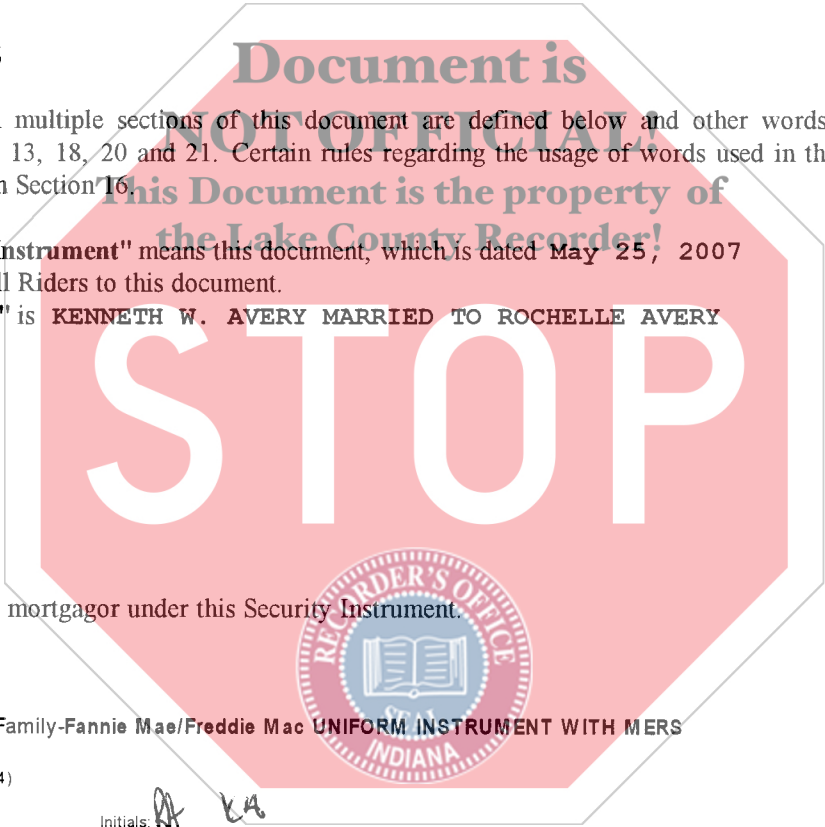 Document is
multiple sections of this document are defined below and other words
NOT OFFICIAL!
13, 18, 20 and 21. Certain rules regarding the usage of words used in
Section 16.
This Document is the property of
the Lake County Recorder!
Instrument" means this document, which is dated May 25, 2007
Riders to this document.
is KENNETH W. AVERY MARRIED TO ROCHELLE AVERY
STOP
mortgagor under this Security Instrument.
RECORDER'S OFFICE
SEAL
INDIANA
Family-Fannie Mae/Freddie Mac UNIFORM INSTRUMENT WITH MERS
Initials: RA KA